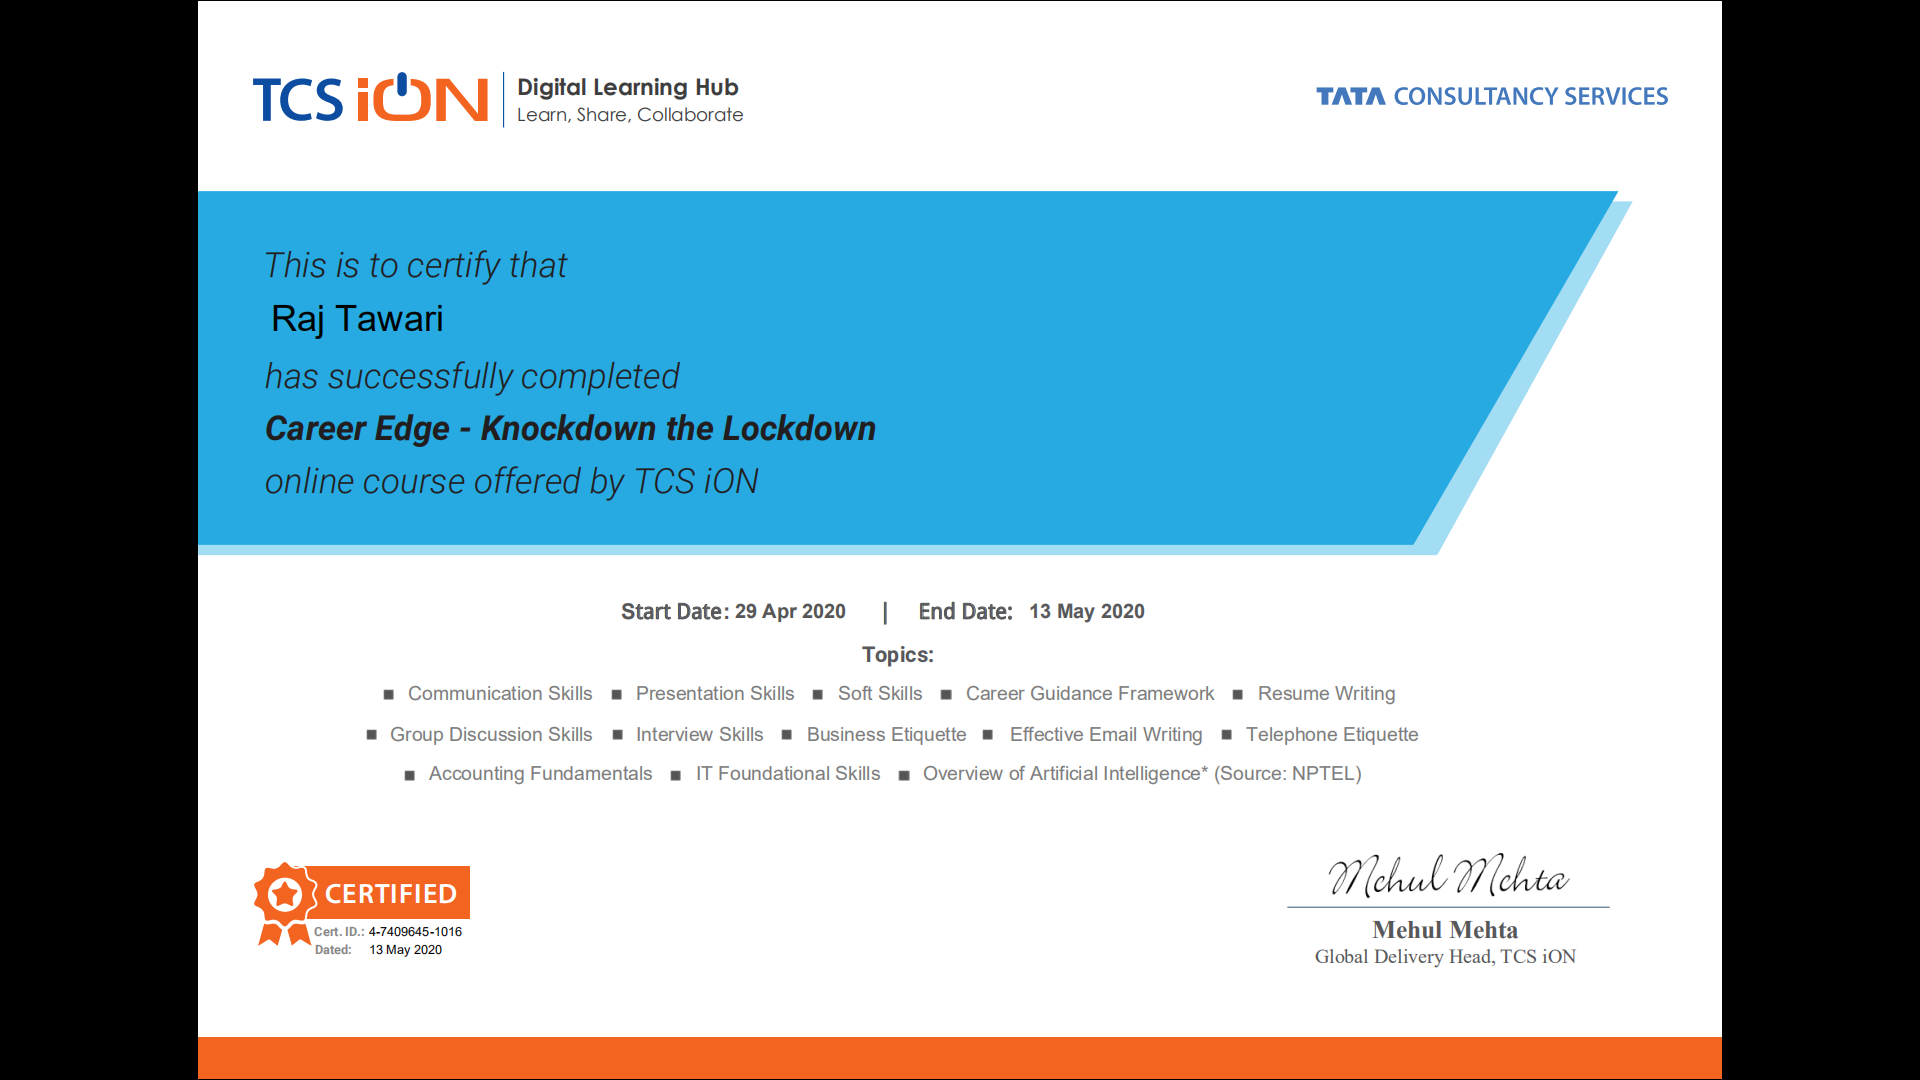 TCS iON Digital Learning Hub
Learn, Share, Collaborate
TATA CONSULTANCY SERVICES
This is to certify that
Raj Tawari
has successfully completed
Career Edge - Knockdown the Lockdown
online course offered by TCS iON
Start Date: 29 Apr 2020 | End Date: 13 May 2020
Topics:
■ Communication Skills ■ Presentation Skills ■ Soft Skills ■ Career Guidance Framework ■ Resume Writing
■ Group Discussion Skills ■ Interview Skills ■ Business Etiquette ■ Effective Email Writing ■ Telephone Etiquette
■ Accounting Fundamentals ■ IT Foundational Skills ■ Overview of Artificial Intelligence* (Source: NPTEL)
CERTIFIED
Cert. ID.: 4-7409645-1016
Dated: 13 May 2020
Mehul Mehta
Mehul Mehta
Global Delivery Head, TCS iON